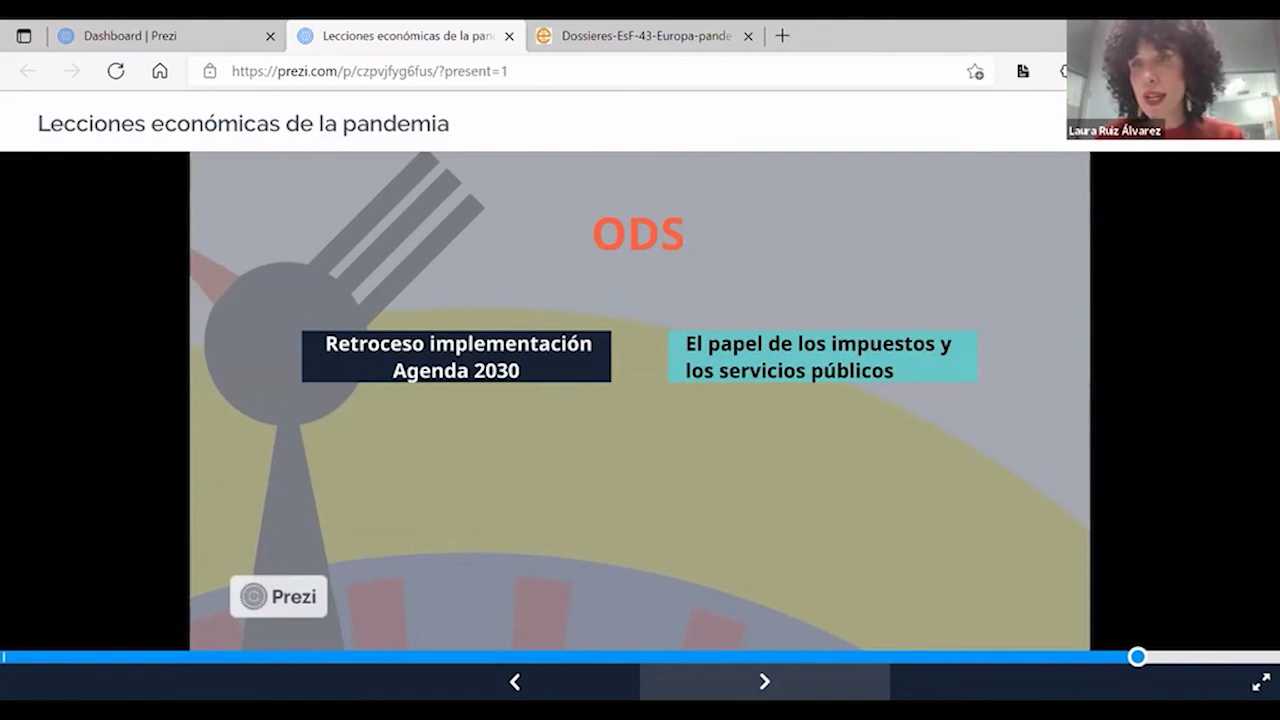 Dashboard | Prezi
Lecciones económicas de la pan
Dossieres-EsF-43-Europa-pande
https://prezi.com/p/czpvjfyg6fus/?present=1
Laura Ruiz Álvarez
Lecciones económicas de la pandemia
ODS
Retroceso implementación
Agenda 2030
El papel de los impuestos y
los servicios públicos
Prezi